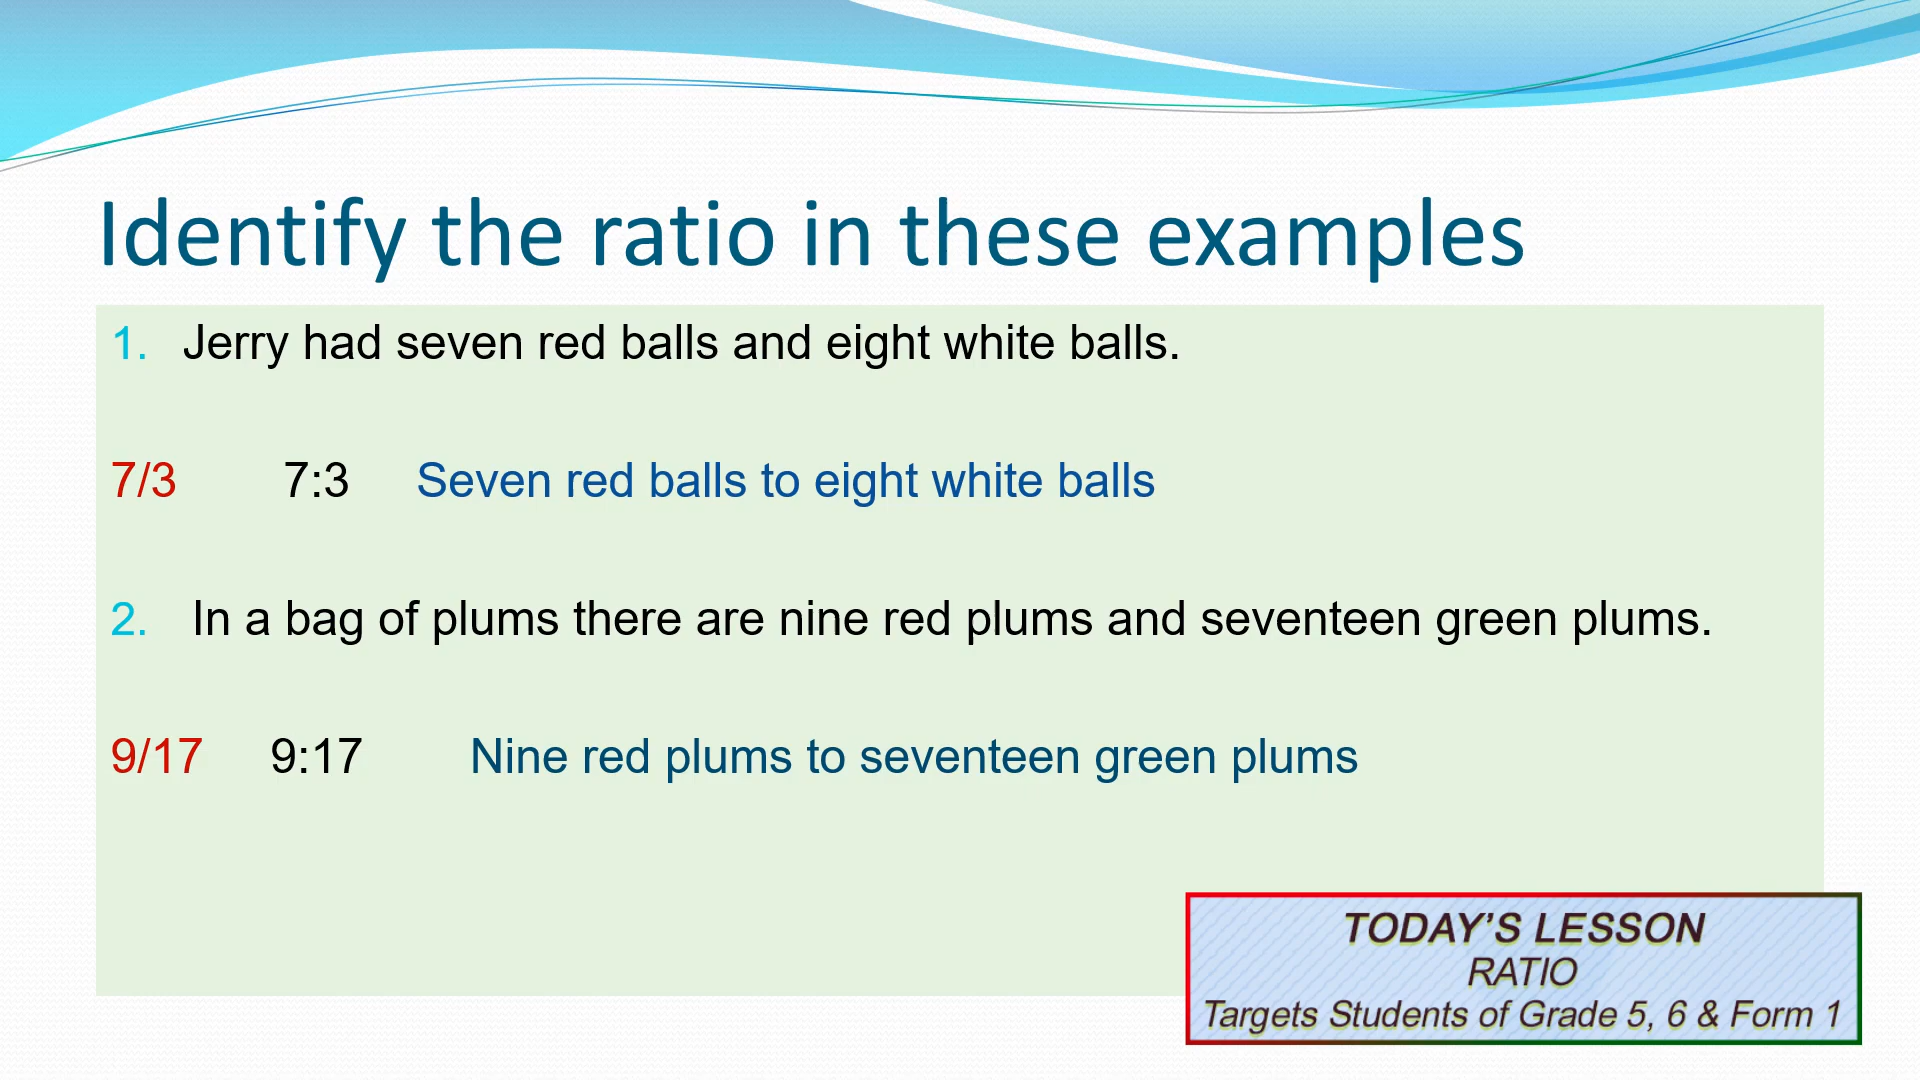 Identify the ratio in these examples
1. Jerry had seven red balls and eight white balls.
7/3 7:3 Seven red balls to eight white balls
2. In a bag of plums there are nine red plums and seventeen green plums.
9/17 9:17 Nine red plums to seventeen green plums
TODAY'S LESSON
RATIO
Targets Students of Grade 5, 6 & Form 1